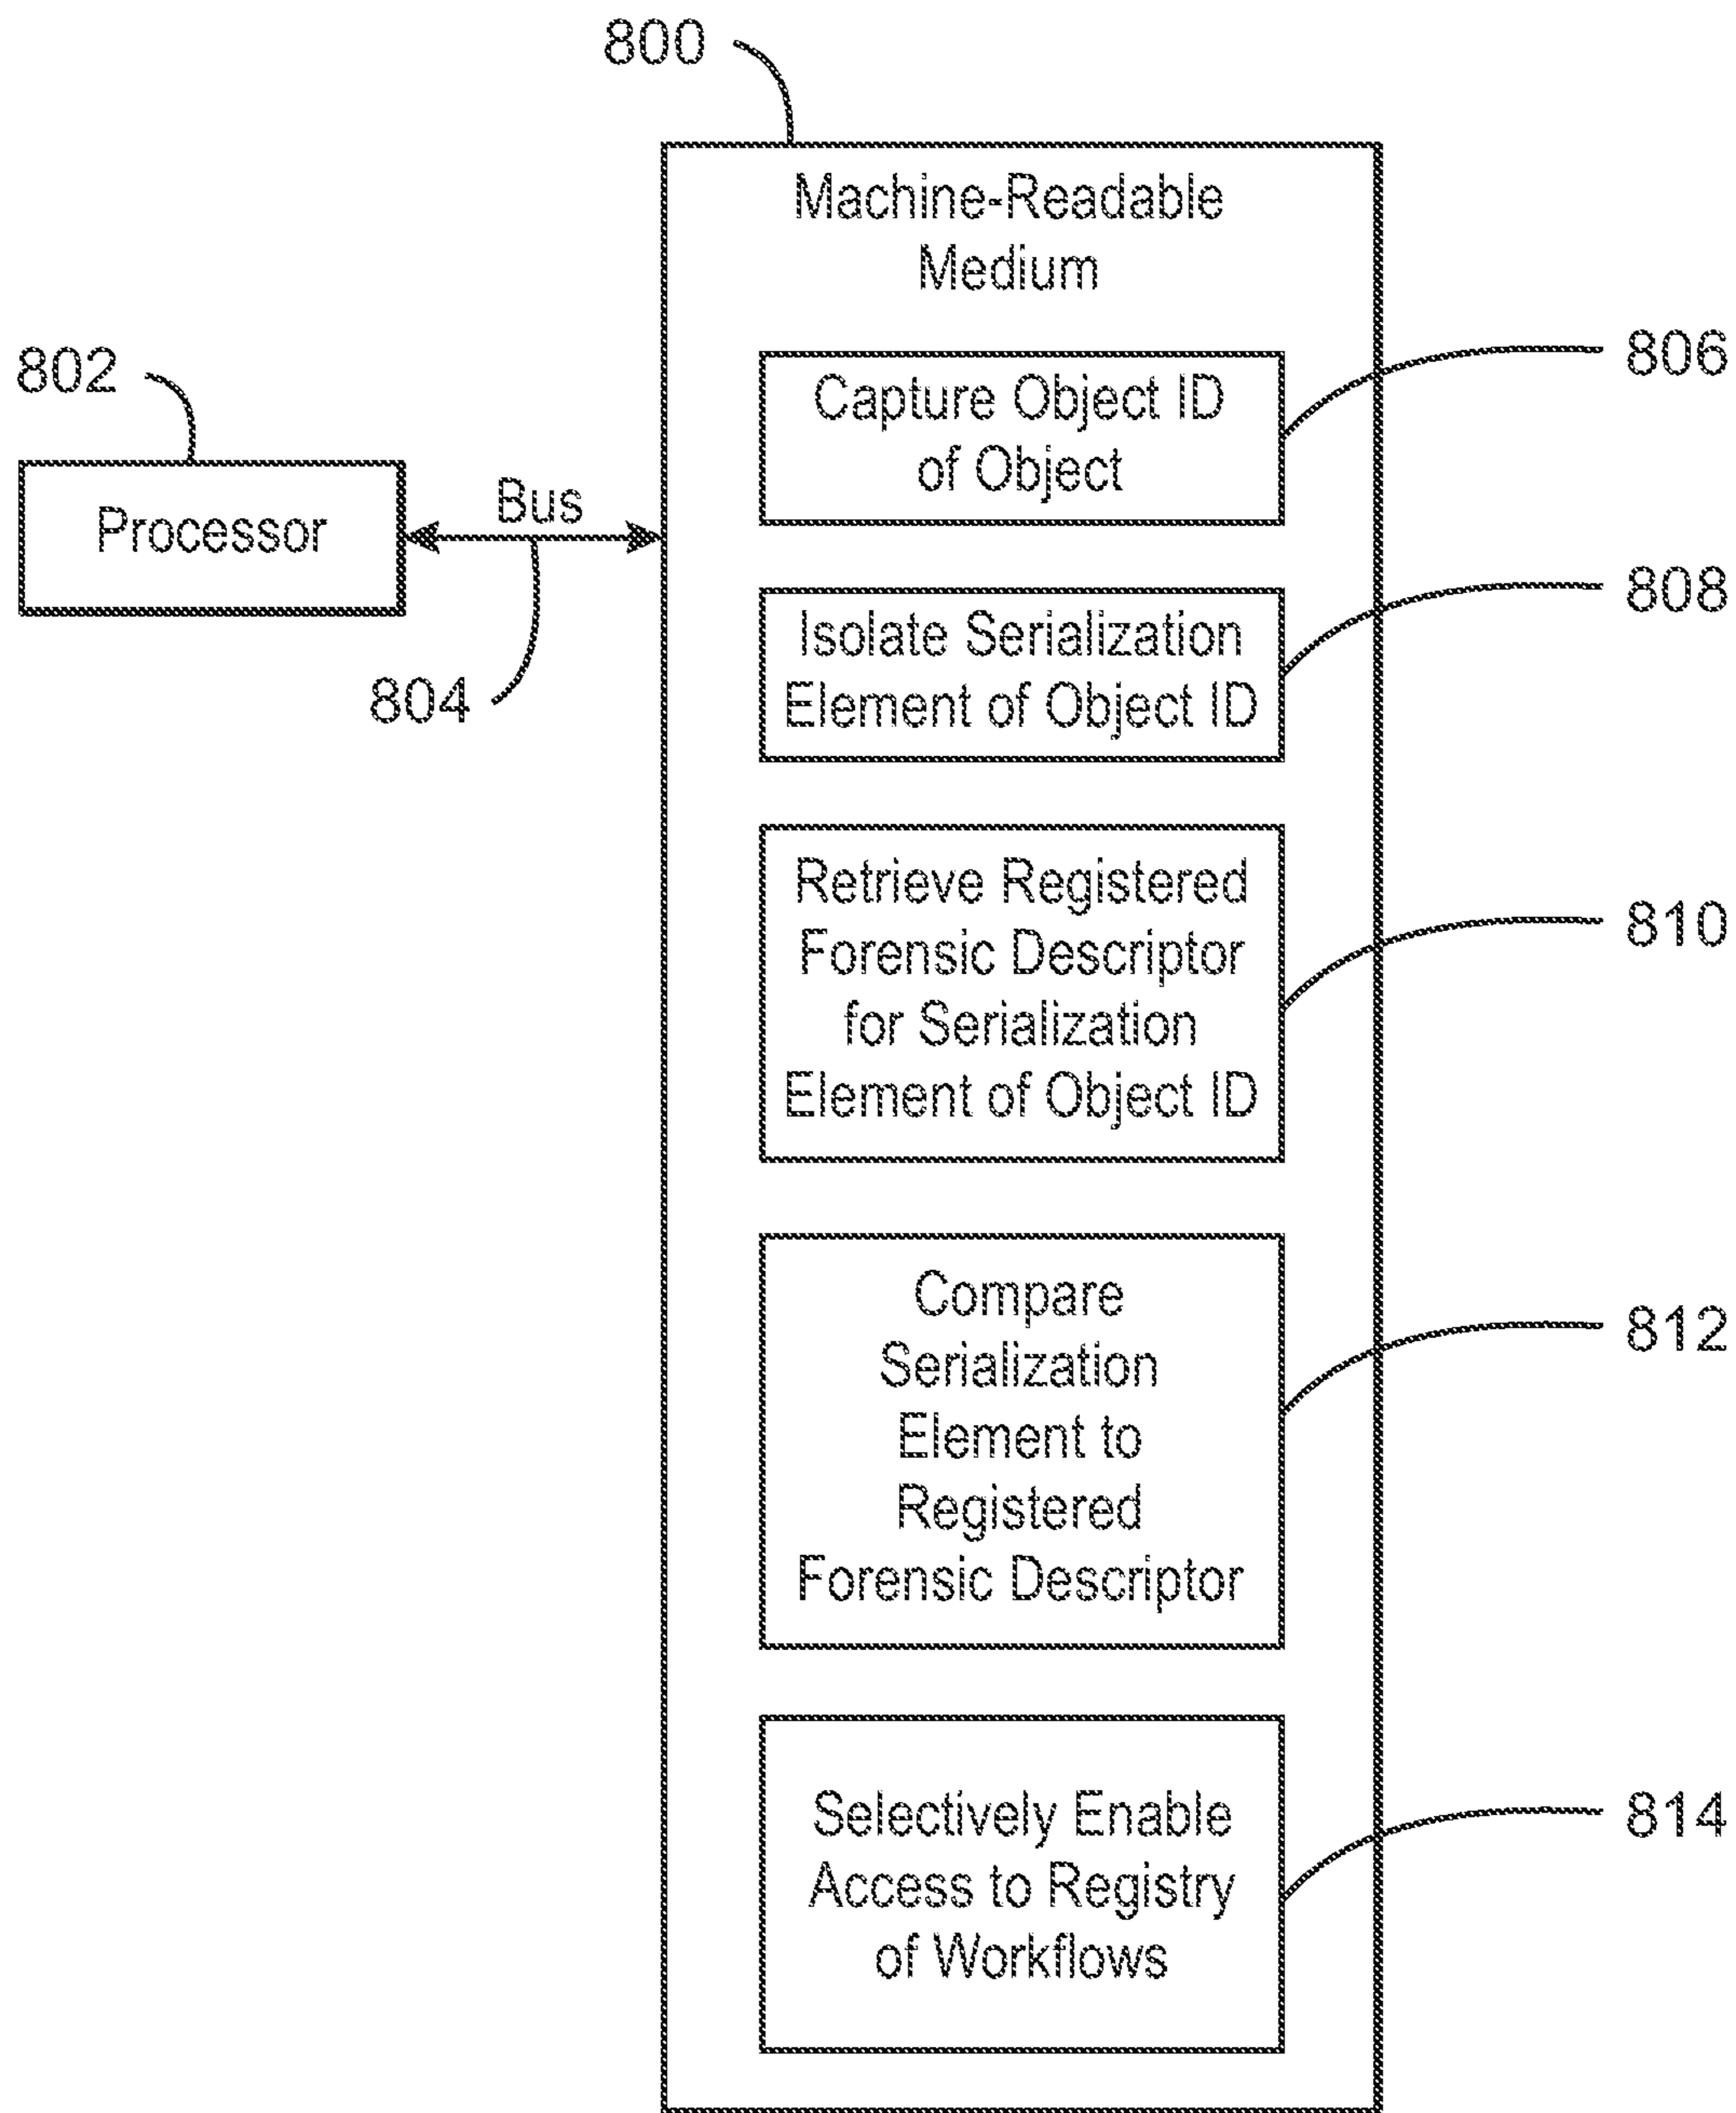 800
Machine-Readable
Medium
802
Processor
Bus
804
Capture Object ID
of Object
806
Isolate Serialization
Element of Object ID
808
Retrieve Registered
Forensic Descriptor
for Serialization
Element of Object ID
810
Compare
Serialization
Element to
Registered
Forensic Descriptor
812
Selectively Enable
Access to Registry
of Workflows
814